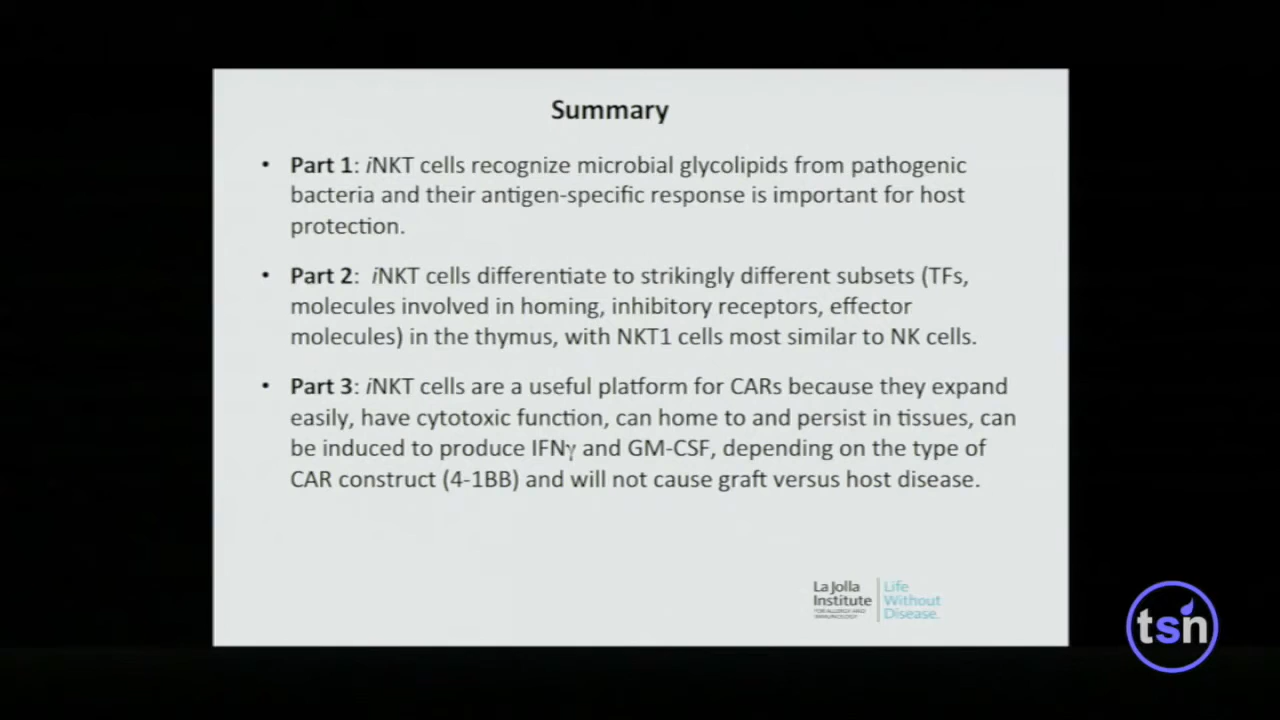 Summary
• Part 1: iNKT cells recognize microbial glycolipids from pathogenic
bacteria and their antigen-specific response is important for host
protection.
• Part 2:  iNKT cells differentiate to strikingly different subsets (TFs,
molecules involved in homing, inhibitory receptors, effector
molecules) in the thymus, with NKT1 cells most similar to NK cells.
• Part 3: iNKT cells are a useful platform for CARs because they expand
easily, have cytotoxic function, can home to and persist in tissues, can
be induced to produce IFNγ and GM-CSF, depending on the type of
CAR construct (4-1BB) and will not cause graft versus host disease.
La Jolla
Institute
FOR ALLERGY AND
IMMUNOLOGY
Life
Without
Disease.
tsn